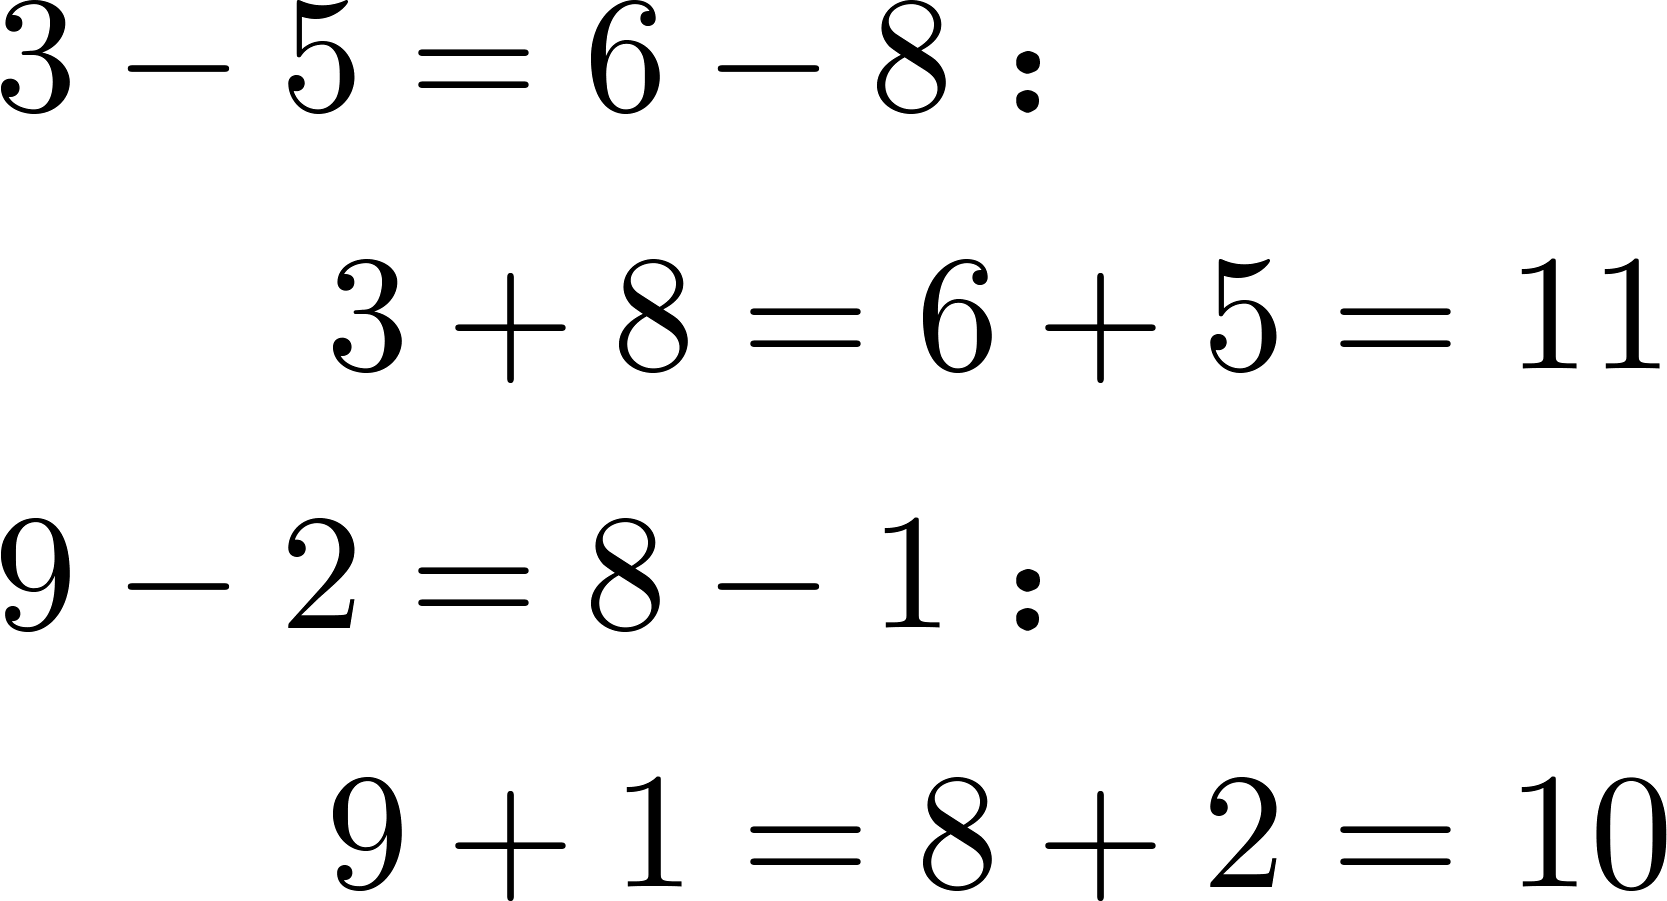 3 − 5 = 6 − 8 :
3 + 8 = 6 + 5 = 11
9 − 2 = 8 − 1 :
9 + 1 = 8 + 2 = 10